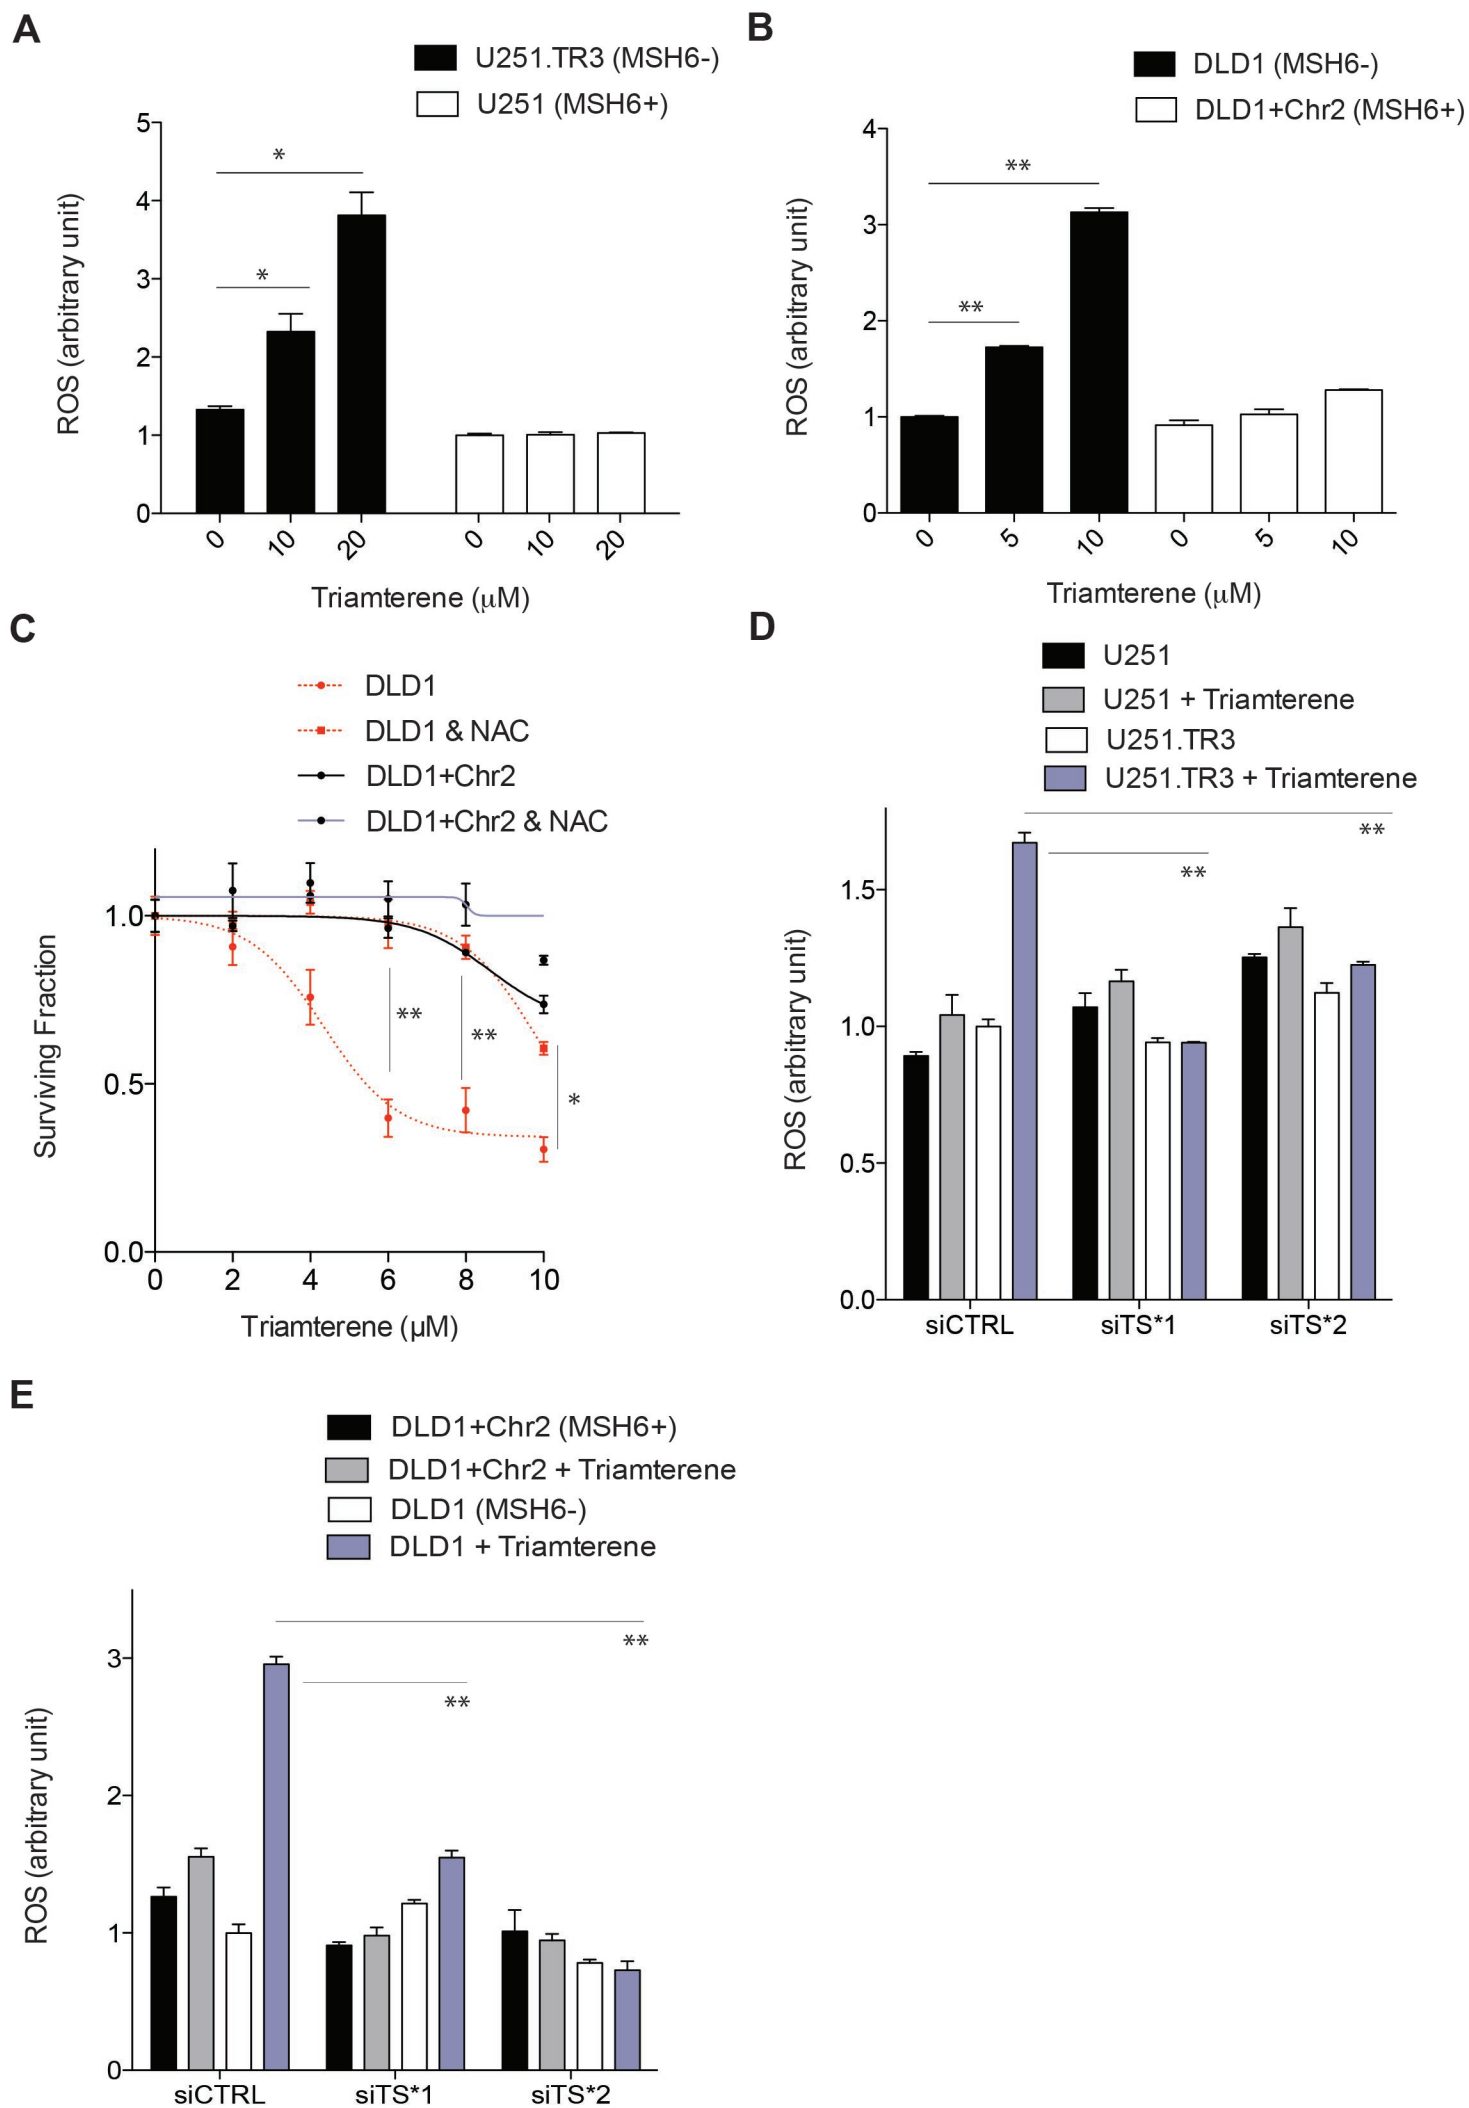 A
U251.TR3 (MSH6-)
U251 (MSH6+)
5
4
3
2
1
0
*
*
ROS (arbitrary unit)
0 10 20 0 10 20
Triamterene (μM)
B
DLD1 (MSH6-)
DLD1+Chr2 (MSH6+)
4
3
2
1
0
**
**
ROS (arbitrary unit)
0 5 10 0 5 10
Triamterene (μM)
C
DLD1
DLD1 & NAC
DLD1+Chr2
DLD1+Chr2 & NAC
1.0
0.5
0.0
**
**
*
Surviving Fraction
0 2 4 6 8 10
Triamterene (μM)
D
U251
U251 + Triamterene
U251.TR3
U251.TR3 + Triamterene
**
**
1.5
1.0
0.5
0.0
ROS (arbitrary unit)
siCTRL siTS*1 siTS*2
E
DLD1+Chr2 (MSH6+)
DLD1+Chr2 + Triamterene
DLD1 (MSH6-)
DLD1 + Triamterene
**
**
3
2
1
0
ROS (arbitrary unit)
siCTRL siTS*1 siTS*2